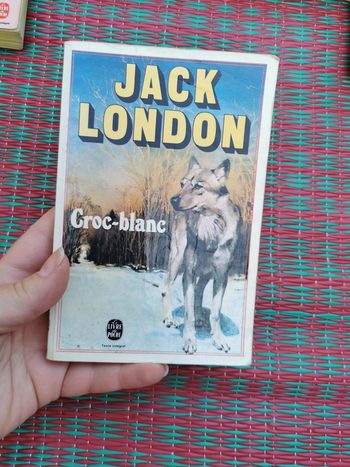 JACK
LONDON
Croc-blanc
LE LIVRE
DE
POCHE
Texte intégral